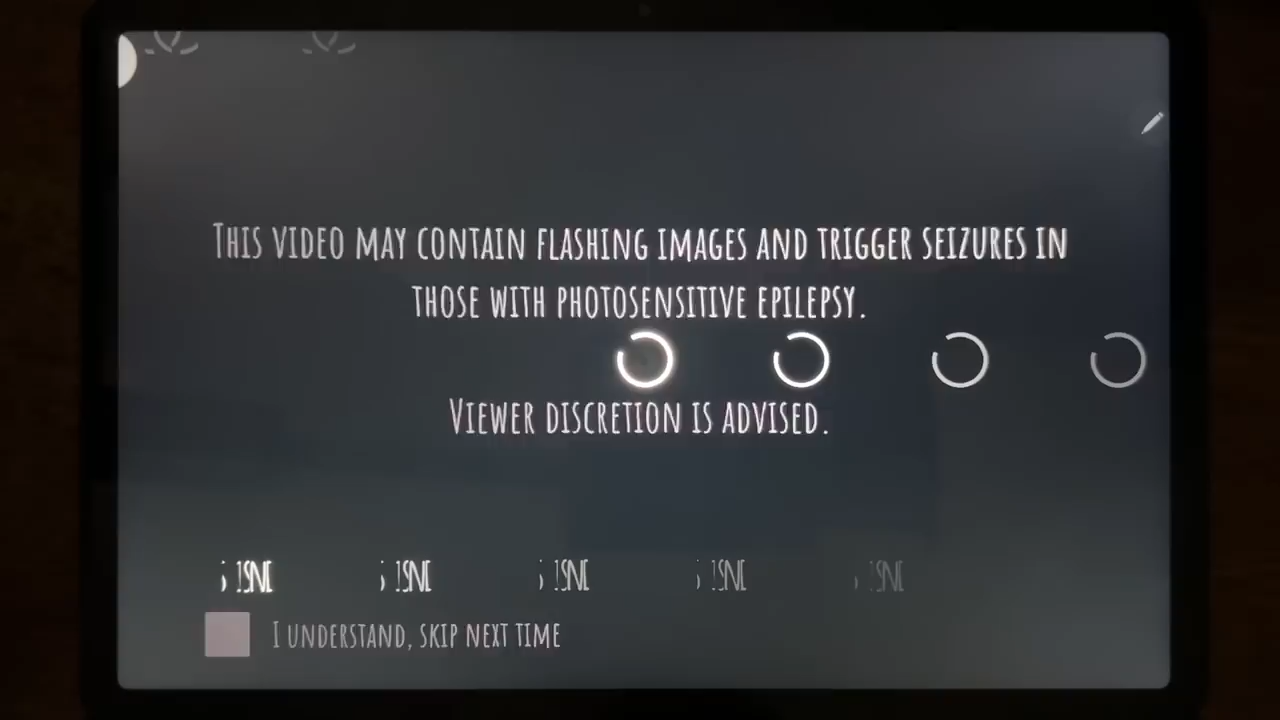 This video may contain flashing images and trigger seizures in
those with photosensitive epilepsy.
Viewer discretion is advised.
I understand, skip next time